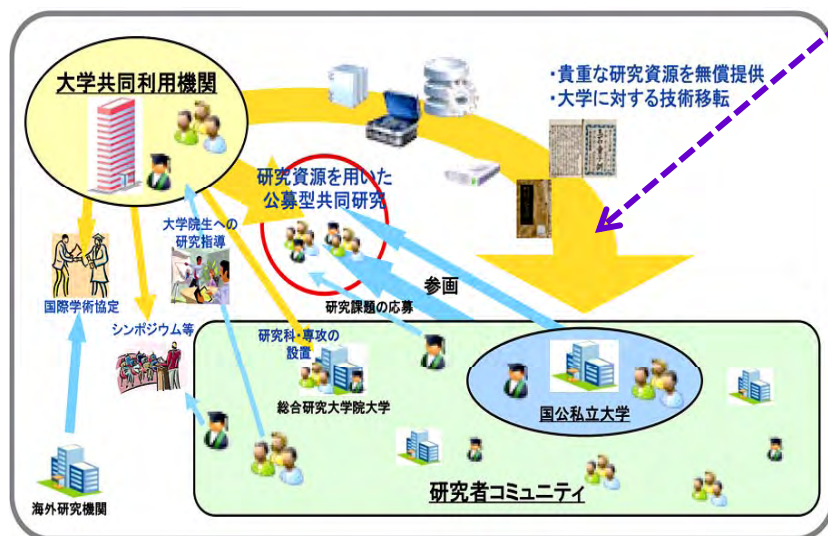 大学共同利用機関
・貴重な研究資源を無償提供
・大学に対する技術移転
研究資源を用いた
公募型共同研究
大学院生への
研究指導
国際学術協定
シンポジウム等
研究課題の応募
参画
研究科・専攻の
設置
総合研究大学院大学
国公私立大学
海外研究機関
研究者コミュニティ